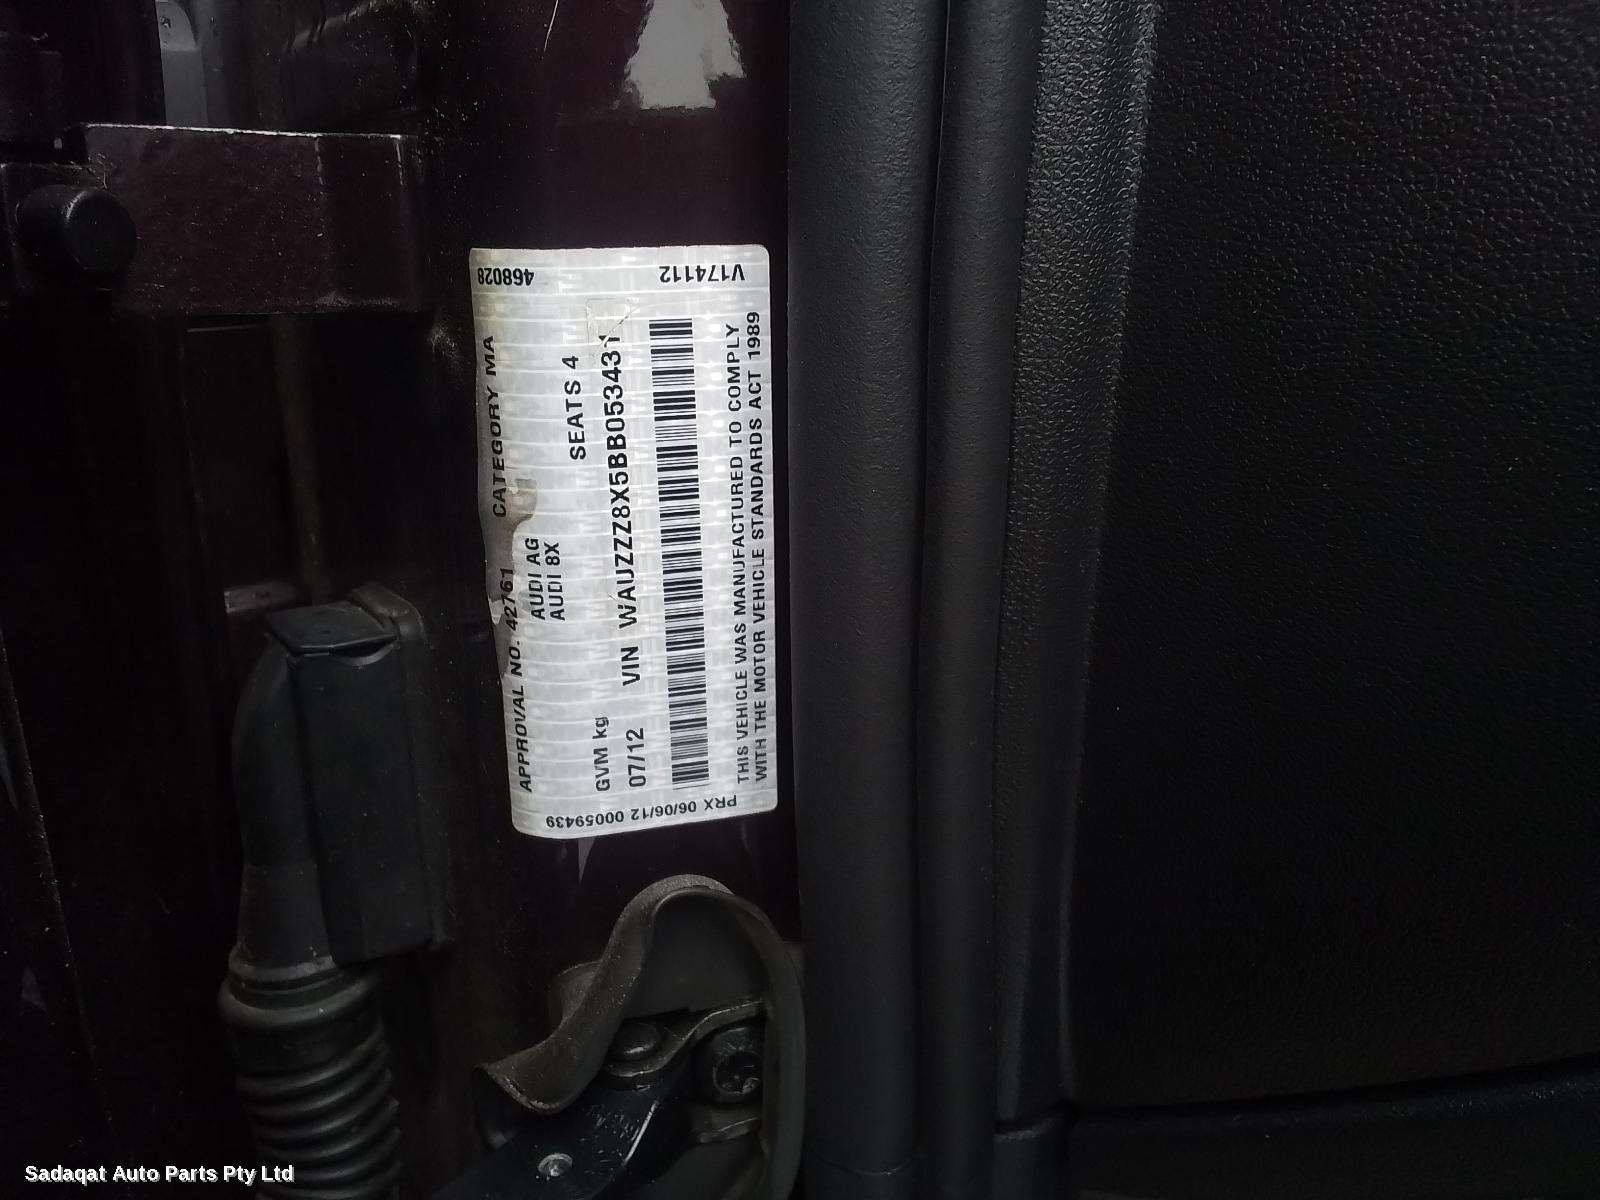 468028
V174112
APPROVAL NO. 42761 CATEGORY MA
AUDI AG
AUDI 8X
SEATS 4
GVM kg
07/12 VIN WAUZZZ8X5BB053431
THIS VEHICLE WAS MANUFACTURED TO COMPLY
WITH THE MOTOR VEHICLE STANDARDS ACT 1989
PRX 06/06/12 00059439
Sadaqat Auto Parts Pty Ltd